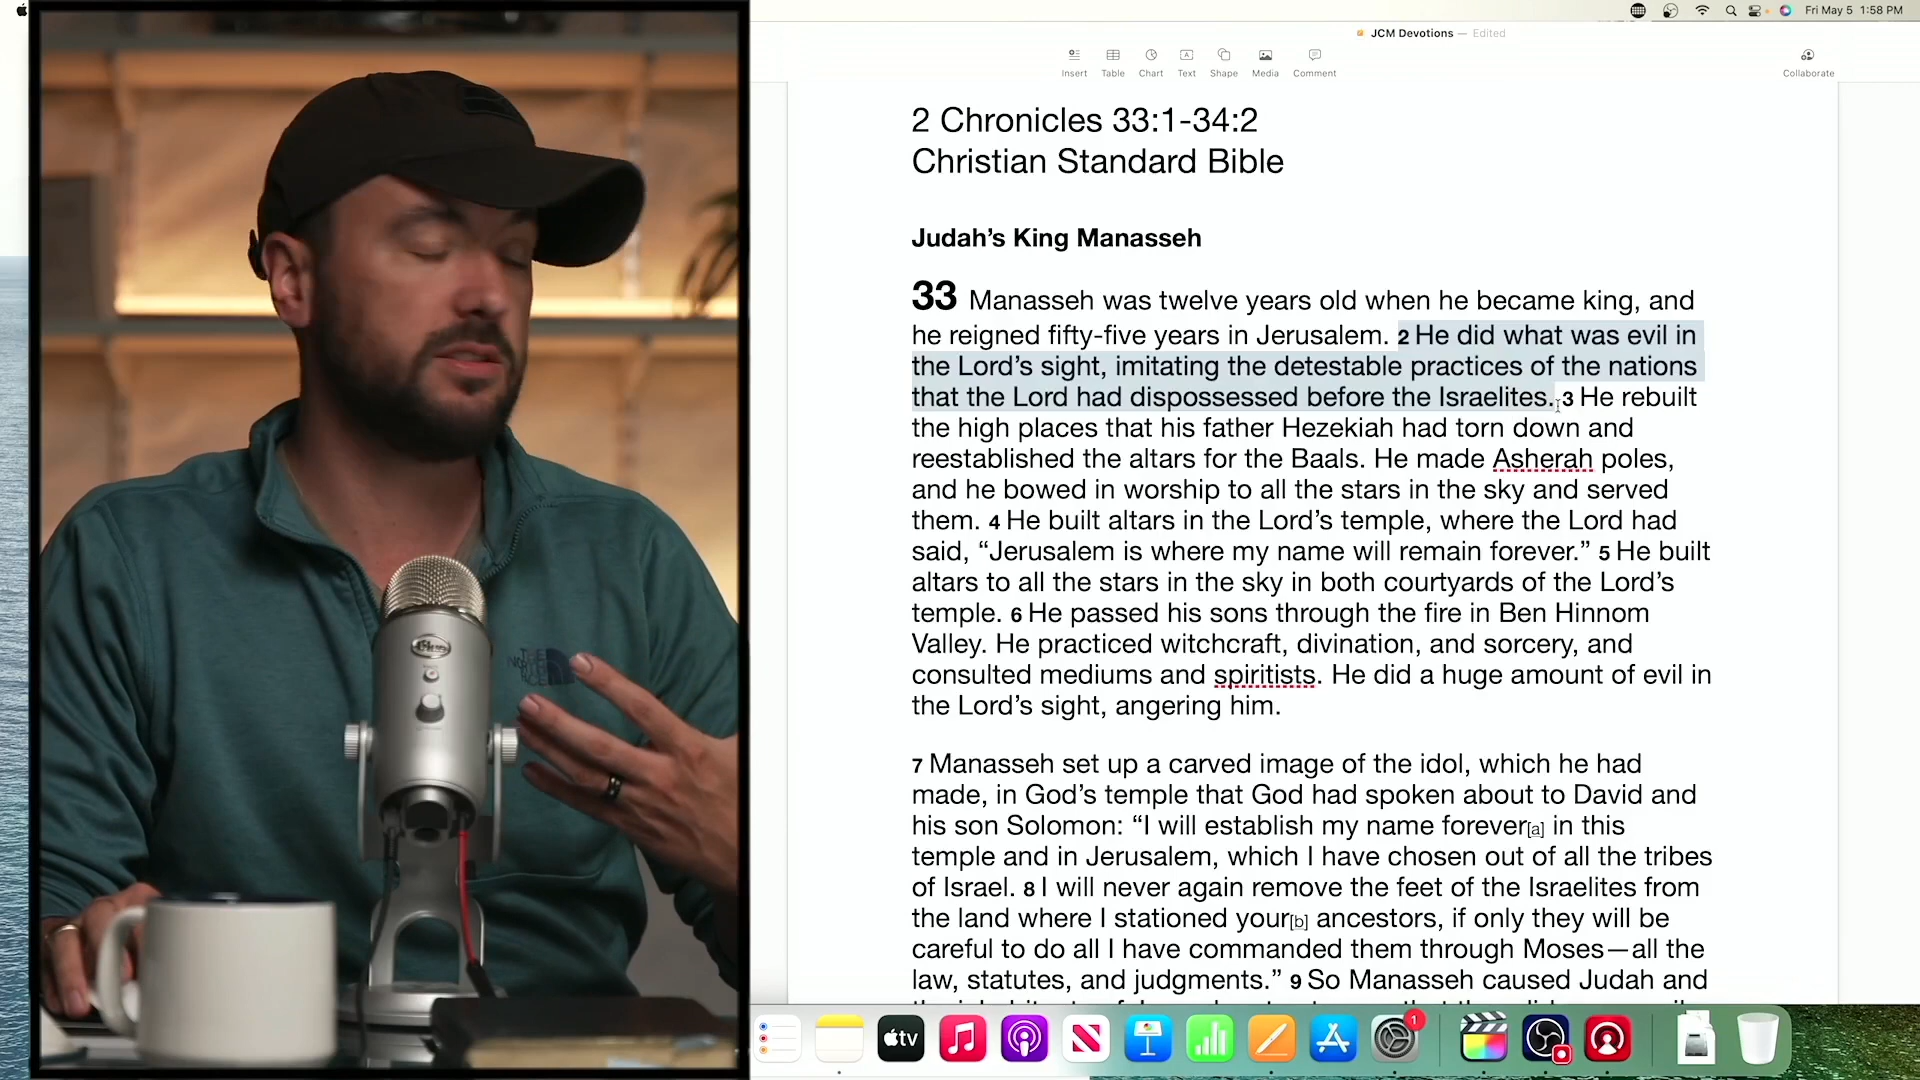 Fri May 5 1:58 PM
JCM Devotions — Edited
Insert Table Chart Text Shape Media Comment
Collaborate
2 Chronicles 33:1-34:2
Christian Standard Bible
Judah’s King Manasseh
33 Manasseh was twelve years old when he became king, and
he reigned fifty-five years in Jerusalem. 2 He did what was evil in
the Lord’s sight, imitating the detestable practices of the nations
that the Lord had dispossessed before the Israelites. 3 He rebuilt
the high places that his father Hezekiah had torn down and
reestablished the altars for the Baals. He made Asherah poles,
and he bowed in worship to all the stars in the sky and served
them. 4 He built altars in the Lord’s temple, where the Lord had
said, “Jerusalem is where my name will remain forever.” 5 He built
altars to all the stars in the sky in both courtyards of the Lord’s
temple. 6 He passed his sons through the fire in Ben Hinnom
Valley. He practiced witchcraft, divination, and sorcery, and
consulted mediums and spiritists. He did a huge amount of evil in
the Lord’s sight, angering him.
7 Manasseh set up a carved image of the idol, which he had
made, in God’s temple that God had spoken about to David and
his son Solomon: “I will establish my name forever[a] in this
temple and in Jerusalem, which I have chosen out of all the tribes
of Israel. 8 I will never again remove the feet of the Israelites from
the land where I stationed your[b] ancestors, if only they will be
careful to do all I have commanded them through Moses—all the
law, statutes, and judgments.” 9 So Manasseh caused Judah and
THE
NORTH
FACE
Blue
tv
1